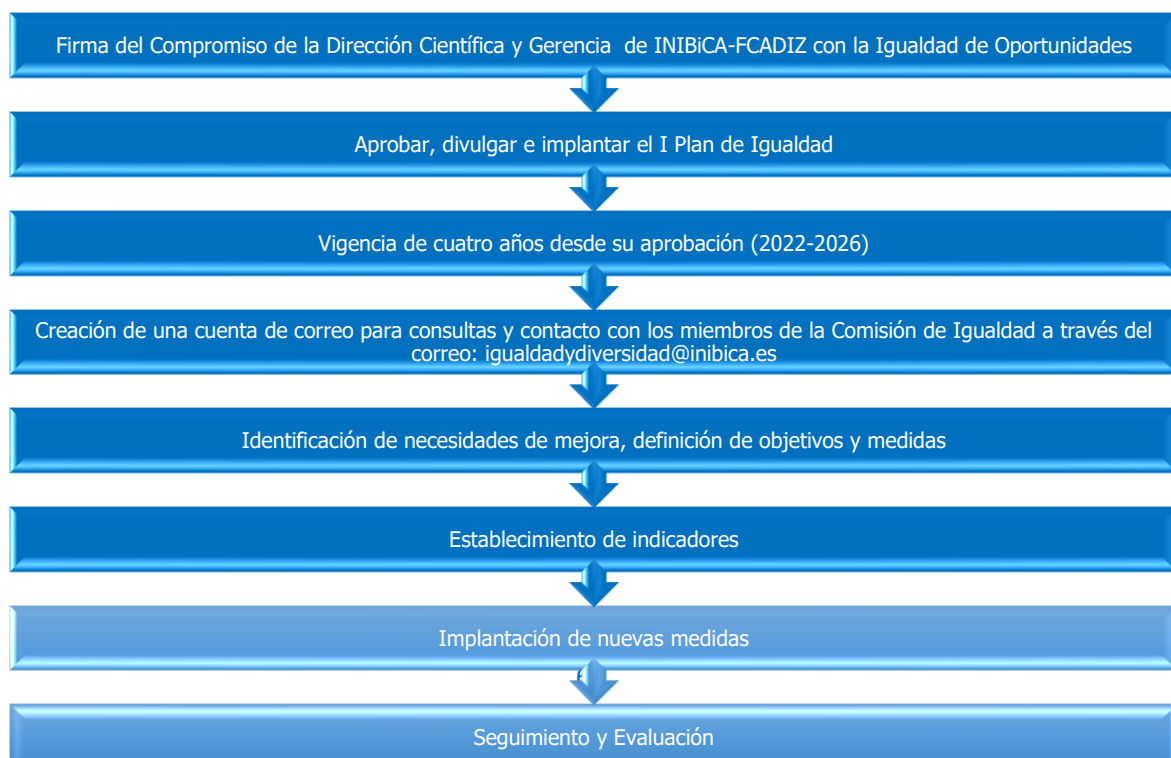 Firma del Compromiso de la Dirección Científica y Gerencia de INIBiCA-FCADIZ con la Igualdad de Oportunidades
Aprobar, divulgar e implantar el I Plan de Igualdad
Vigencia de cuatro años desde su aprobación (2022-2026)
Creación de una cuenta de correo para consultas y contacto con los miembros de la Comisión de Igualdad a través del
correo: igualdadydiversidad@inibica.es
Identificación de necesidades de mejora, definición de objetivos y medidas
Establecimiento de indicadores
Implantación de nuevas medidas
Seguimiento y Evaluación